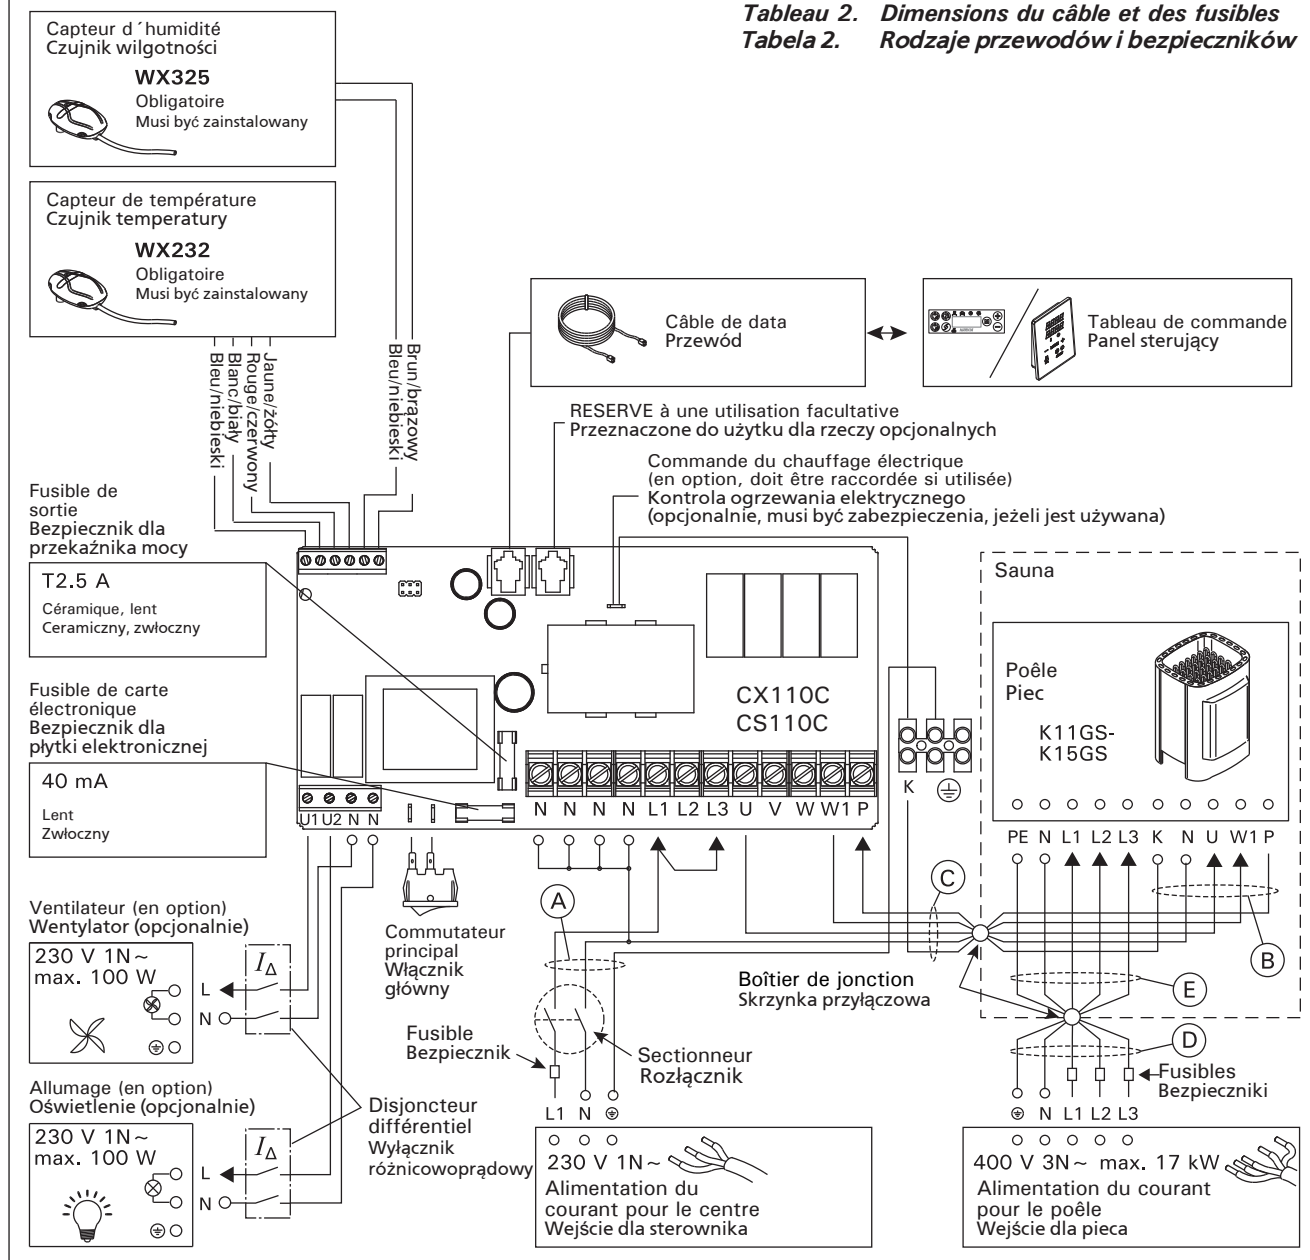 Tableau 2. Dimensions du câble et des fusibles
Tabela 2. Rodzaje przewodów i bezpieczników
Capteur d´humidité
Czujnik wilgotności
WX325
Obligatoire
Musi być zainstalowany
Capteur de température
Czujnik temperatury
WX232
Obligatoire
Musi być zainstalowany
Câble de data
Przewód
Tableau de commande
Panel sterujący
Bleu/niebieski
Blanc/biały
Rouge/czerwony
Jaune/żółty
Bleu/niebieski
Brun/brązowy
RESERVE à une utilisation facultative
Przeznaczone do użytku dla rzeczy opcjonalnych
Commande du chauffage électrique
(en option, doit être raccordée si utilisée)
Kontrola ogrzewania elektrycznego
(opcjonalnie, musi być zabezpieczenia, jeżeli jest używana)
Fusible de
sortie
Bezpiecznik dla
przekaźnika mocy
T2.5 A
Céramique, lent
Ceramiczny, zwłoczny
Fusible de carte
électronique
Bezpiecznik dla
płytki elektronicznej
40 mA
Lent
Zwłoczny
CX110C
CS110C
U1 U2 N N
N N N N L1 L2 L3 U V W W1 P
K
Sauna
Poêle
Piec
K11GS-
K15GS
PE N L1 L2 L3 K N U W1 P
A
C
B
E
D
Commutateur
principal
Włącznik
główny
Boîtier de jonction
Skrzynka przyłączowa
Ventilateur (en option)
Wentylator (opcjonalnie)
230 V 1N~
max. 100 W
L
N
IΔ
Fusible
Bezpiecznik
Sectionneur
Rozłącznik
Fusibles
Bezpieczniki
Allumage (en option)
Oświetlenie (opcjonalnie)
230 V 1N~
max. 100 W
L
N
IΔ
Disjoncteur
différentiel
Wyłącznik
różnicowoprądowy
L1 N
230 V 1N~
Alimentation du
courant pour le centre
Wejście dla sterownika
N L1 L2 L3
400 V 3N~ max. 17 kW
Alimentation du courant
pour le poêle
Wejście dla pieca